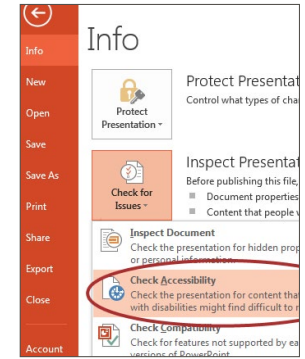 Info
Info
New
Protect Presentat
Control what types of cha
Open
Protect
Presentation
Save
Inspect Presentat
Before publishing this file,
Save As
Document properties
Check for
Issues
Content that people w
Print
Share
Inspect Document
Check the presentation for hidden prop
or personal information.
Export
Check Accessibility
Check the presentation for content that
Close
with disabilities might find difficult to r
Check Compatibility
Check for features not supported by ea
Account
versions of PowerPoint.